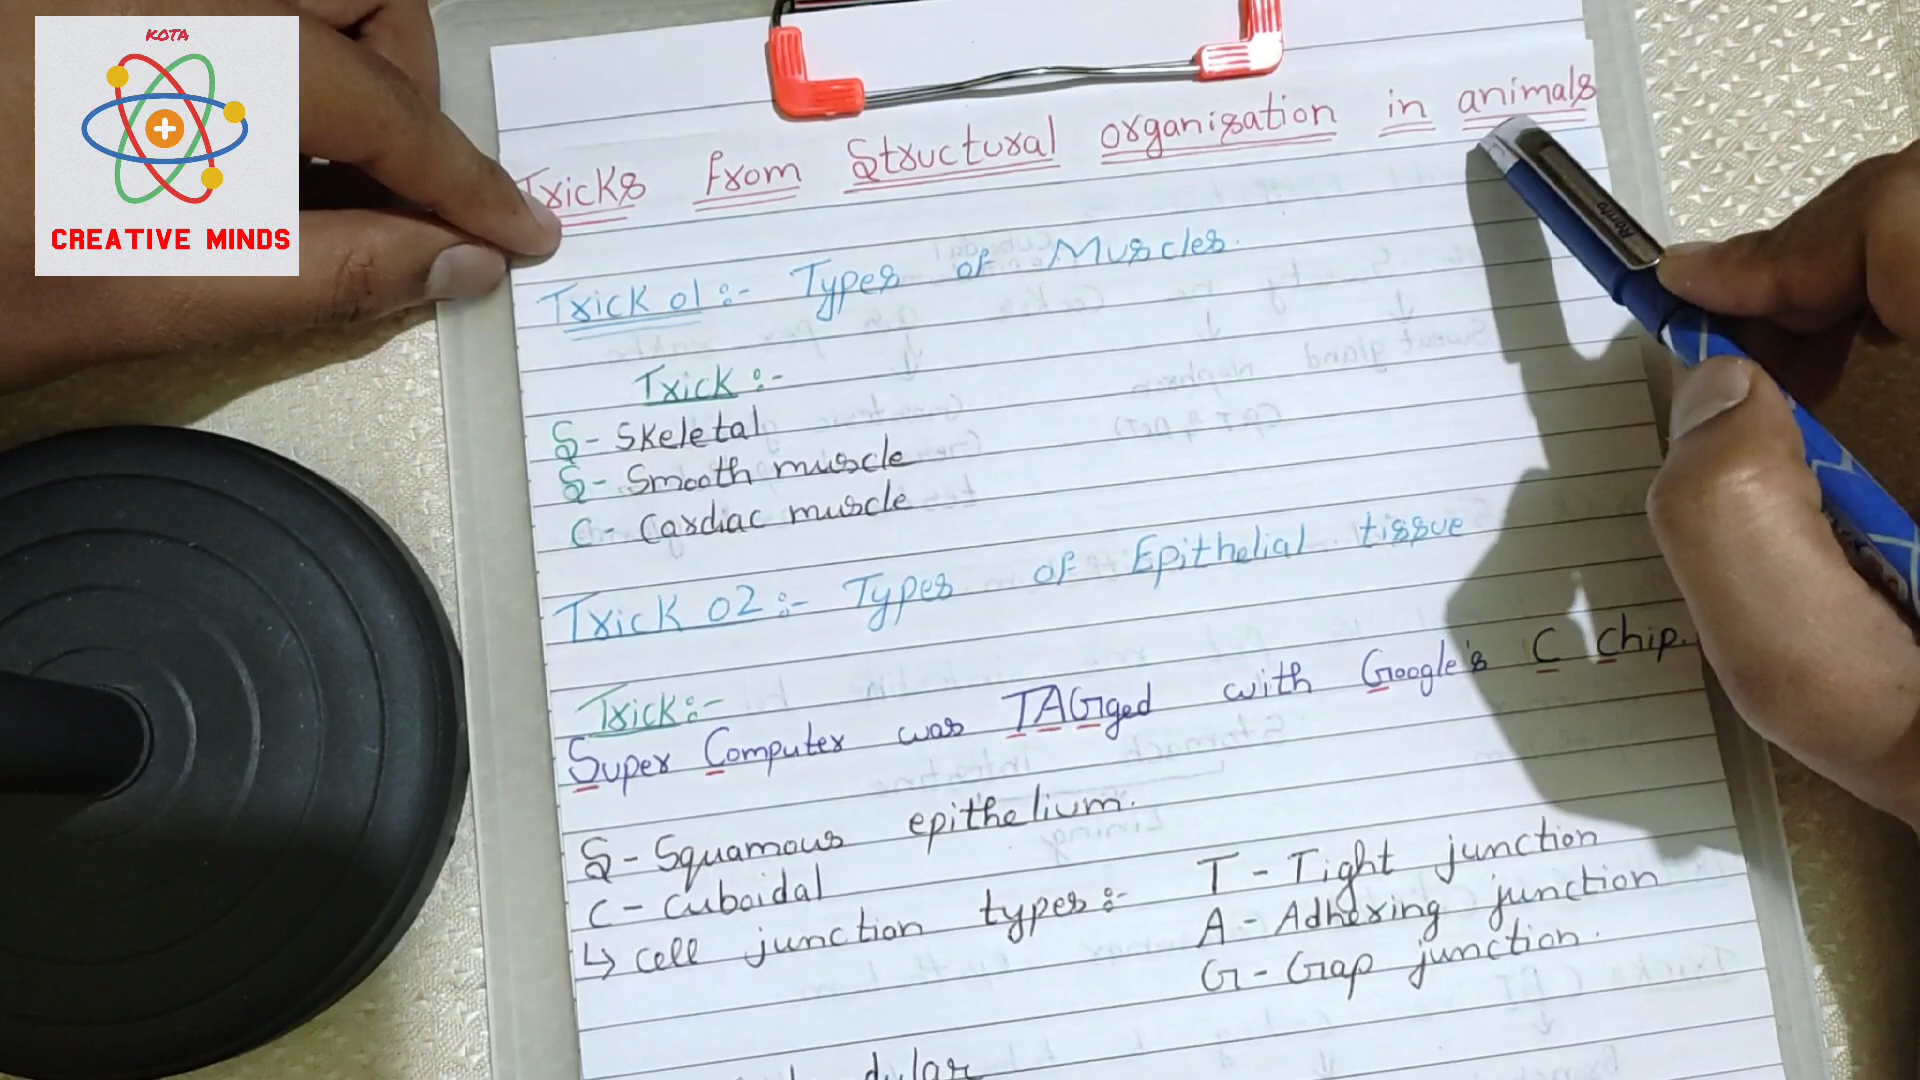 KOTA
CREATIVE MINDS
Tricks from Structural organisation in animals
Trick 01:- Types of Muscles.
Trick :-
S - Skeletal
S - Smooth muscle
C - Cardiac muscle
Trick 02:- Types of Epithelial tissue
Trick:-
Super Computer was TAGged with Google's C Chip.
S - Squamous epithelium.
C - Cuboidal
↳ cell junction types:-
T - Tight junction
A - Adhering junction
G - Gap junction.